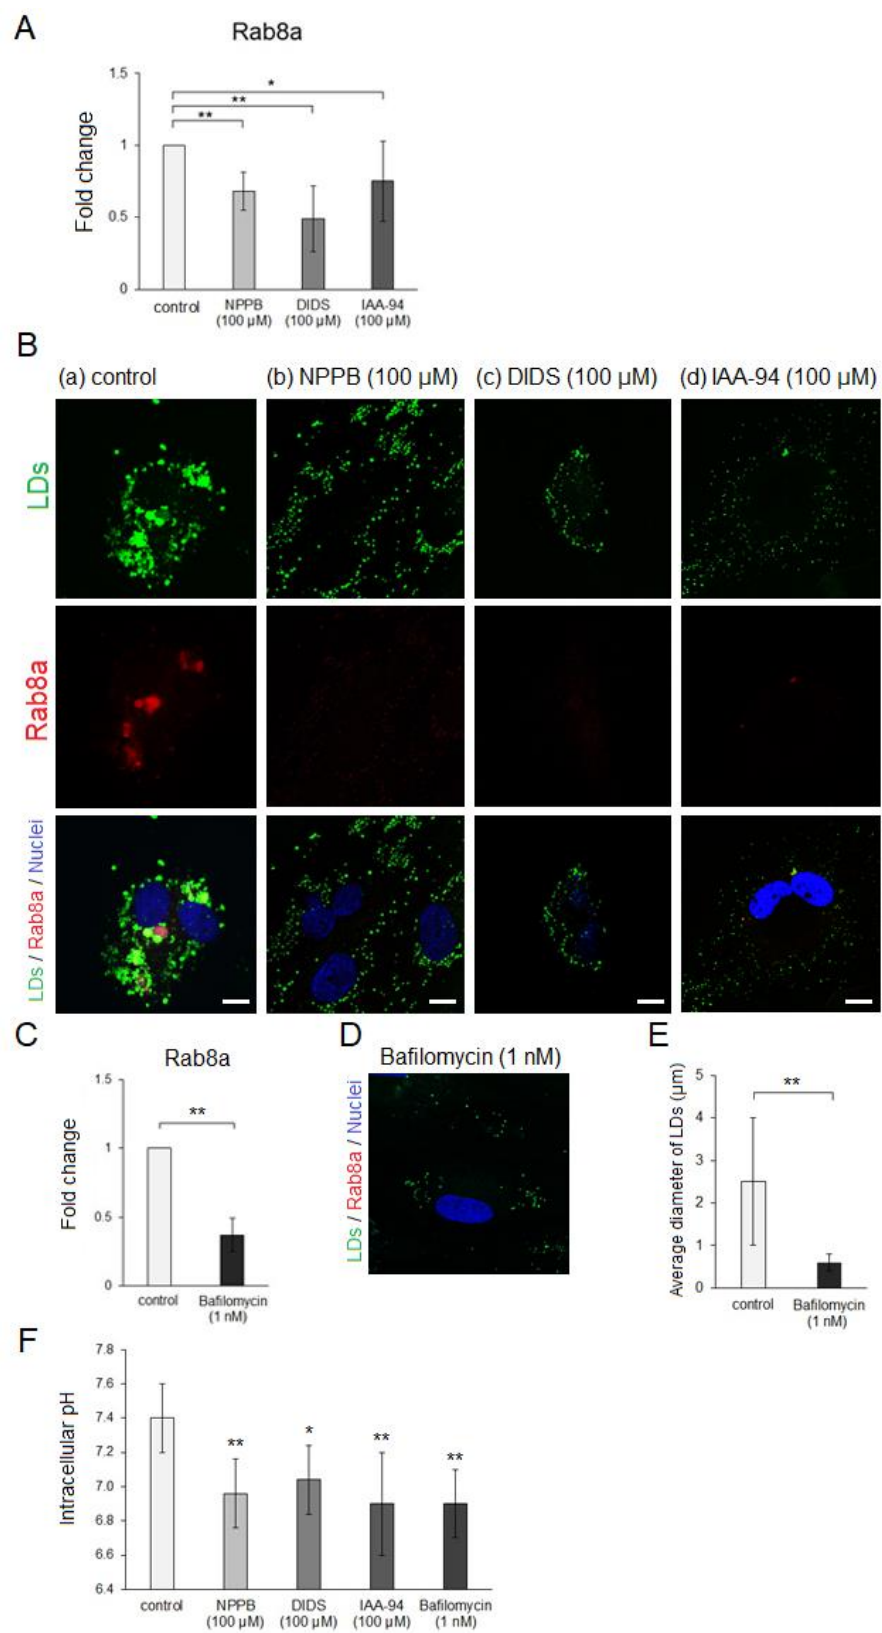 A
Rab8a
1.5
*
**
**
1
0.5
0
Fold change
control
NPPB
(100 µM)
DIDS
(100 µM)
IAA-94
(100 µM)
B
(a) control
(b) NPPB (100 µM)
(c) DIDS (100 µM)
(d) IAA-94 (100 µM)
LDs
Rab8a
LDs / Rab8a / Nuclei
C
Rab8a
1.5
**
1
0.5
0
Fold change
control
Bafilomycin
(1 nM)
D
Bafilomycin (1 nM)
LDs / Rab8a / Nuclei
E
5
**
4
3
2
1
0
Average diameter of LDs (µm)
control
Bafilomycin
(1 nM)
F
7.8
7.6
7.4
7.2
7.0
6.8
6.6
6.4
Intracellular pH
**
*
**
**
control
NPPB
(100 µM)
DIDS
(100 µM)
IAA-94
(100 µM)
Bafilomycin
(1 nM)